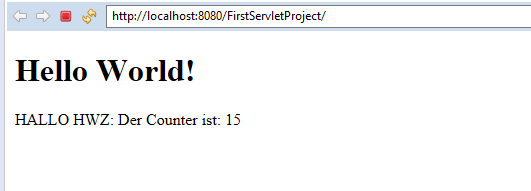 http://localhost:8080/FirstServletProject/
Hello World!
HALLO HWZ: Der Counter ist: 15